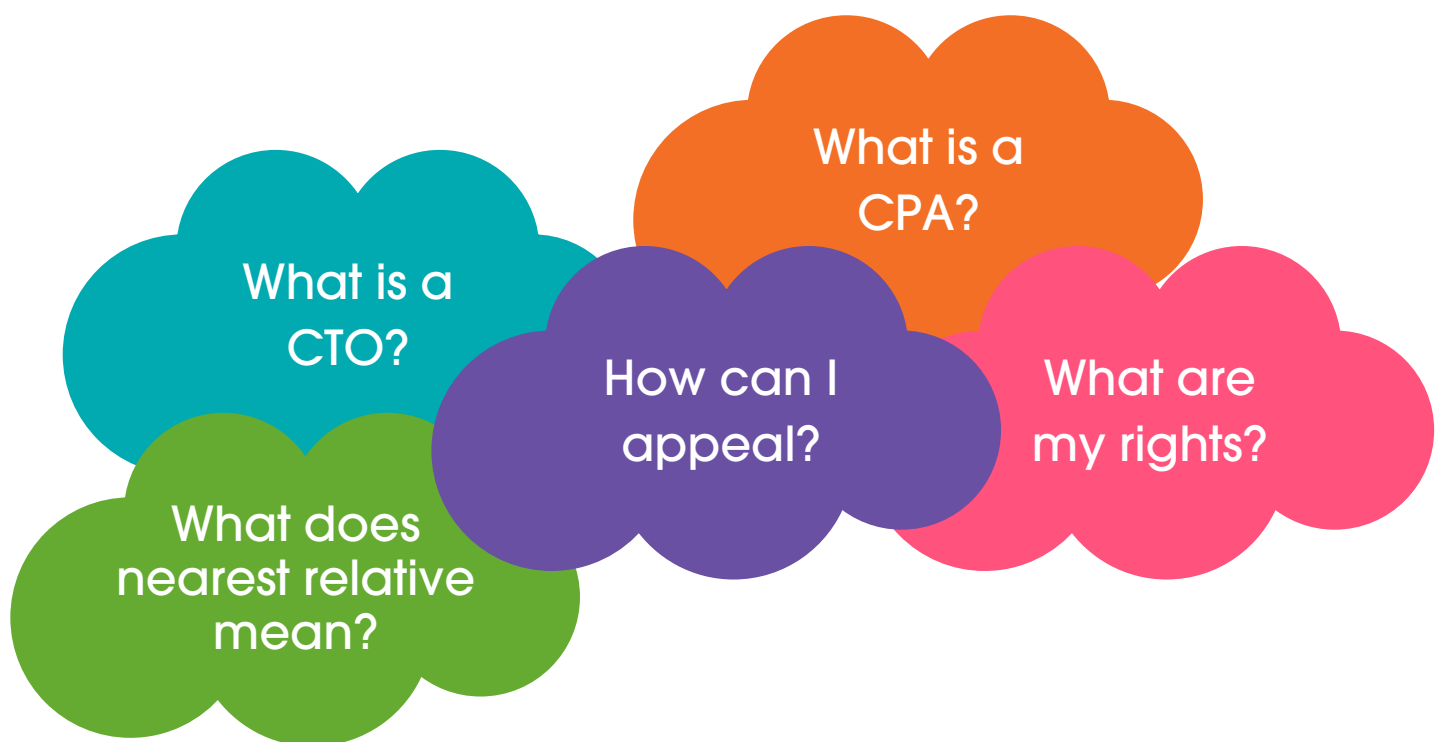 What is a
CPA?
What is a
CTO?
How can I
appeal?
What are
my rights?
What does
nearest relative
mean?